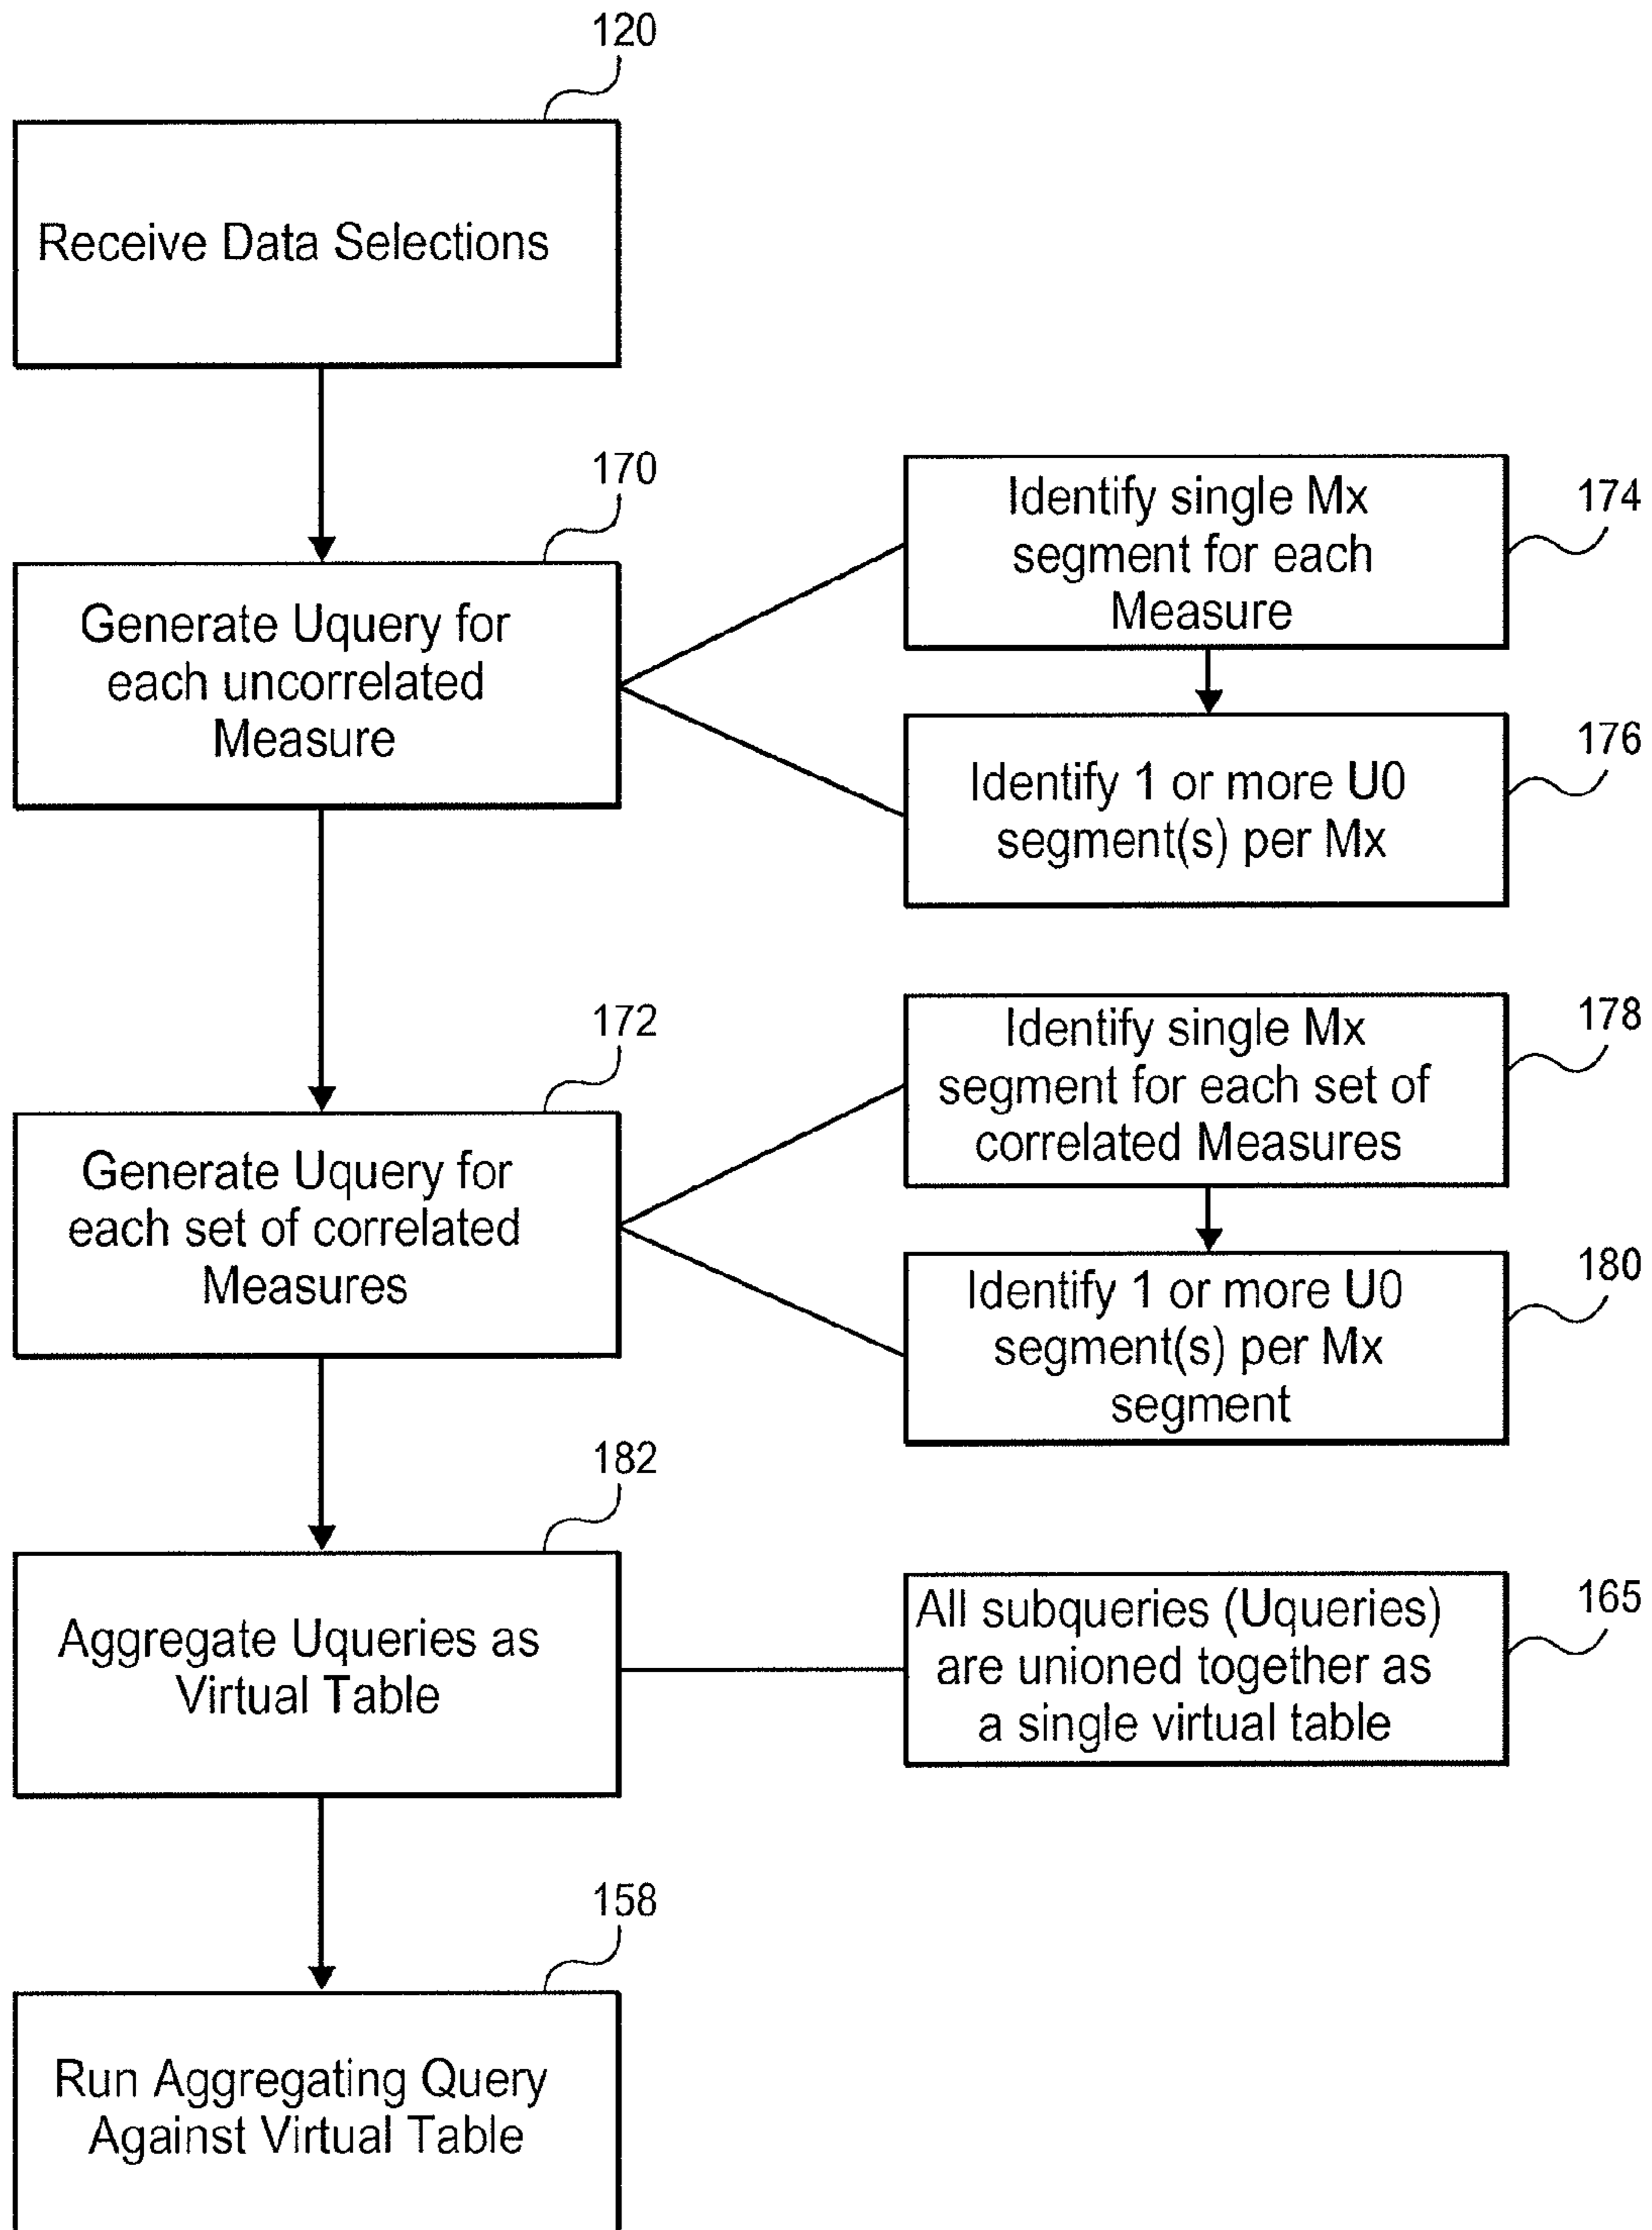 120
Receive Data Selections
170
Generate Uquery for
each uncorrelated
Measure
Identify single Mx
segment for each
Measure
174
Identify 1 or more U0
segment(s) per Mx
176
172
Generate Uquery for
each set of correlated
Measures
Identify single Mx
segment for each set of
correlated Measures
178
Identify 1 or more U0
segment(s) per Mx
segment
180
182
Aggregate Uqueries as
Virtual Table
All subqueries (Uqueries)
are unioned together as
a single virtual table
165
158
Run Aggregating Query
Against Virtual Table